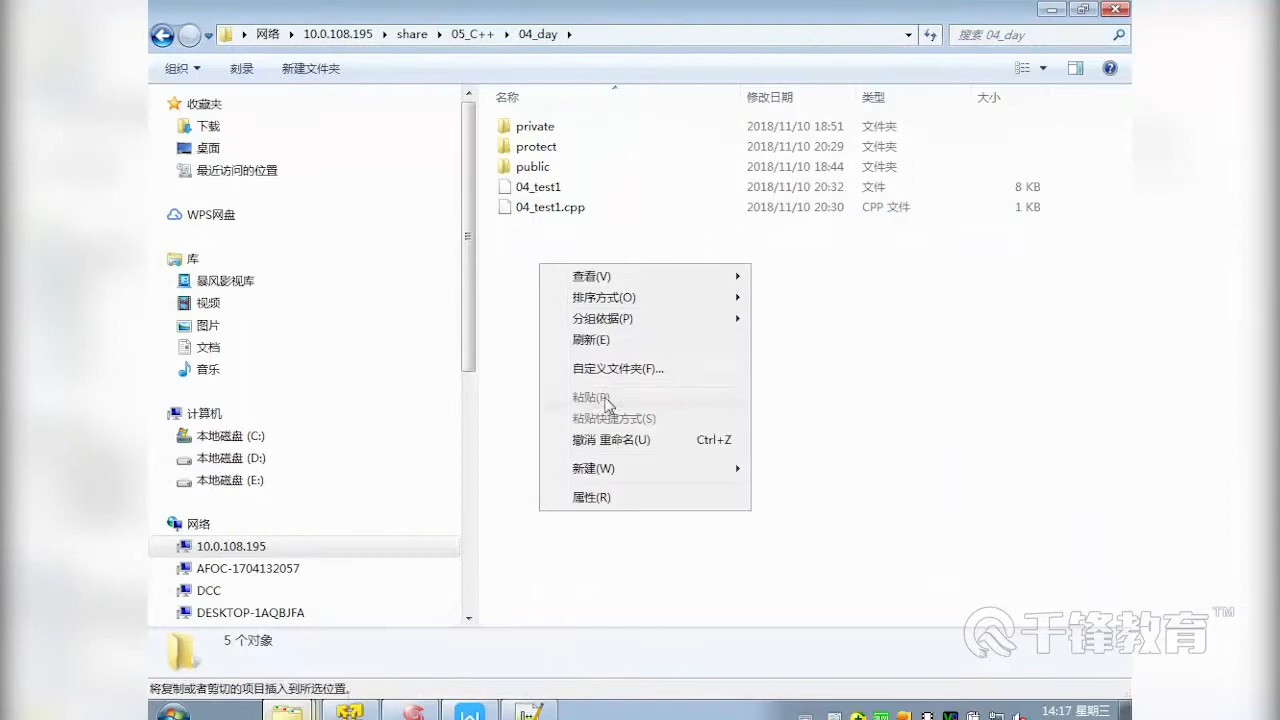 网络 10.0.108.195 share 05_C++ 04_day
搜索 04_day
组织 刻录 新建文件夹
收藏夹
下载
桌面
最近访问的位置
WPS网盘
库
暴风影视库
视频
图片
文档
音乐
计算机
本地磁盘 (C:)
本地磁盘 (D:)
本地磁盘 (E:)
网络
10.0.108.195
AFOC-1704132057
DCC
DESKTOP-1AQBJFA
名称 修改日期 类型 大小
private 2018/11/10 18:51 文件夹
protect 2018/11/10 20:29 文件夹
public 2018/11/10 18:44 文件夹
04_test1 2018/11/10 20:32 文件 8 KB
04_test1.cpp 2018/11/10 20:30 CPP 文件 1 KB
查看(V)
排序方式(O)
分组依据(P)
刷新(E)
自定义文件夹(F)...
粘贴(P)
粘贴快捷方式(S)
撤消 重命名(U) Ctrl+Z
新建(W)
属性(R)
千锋教育TM
5 个对象
将复制或者剪切的项目插入到所选位置。
14:17 星期三